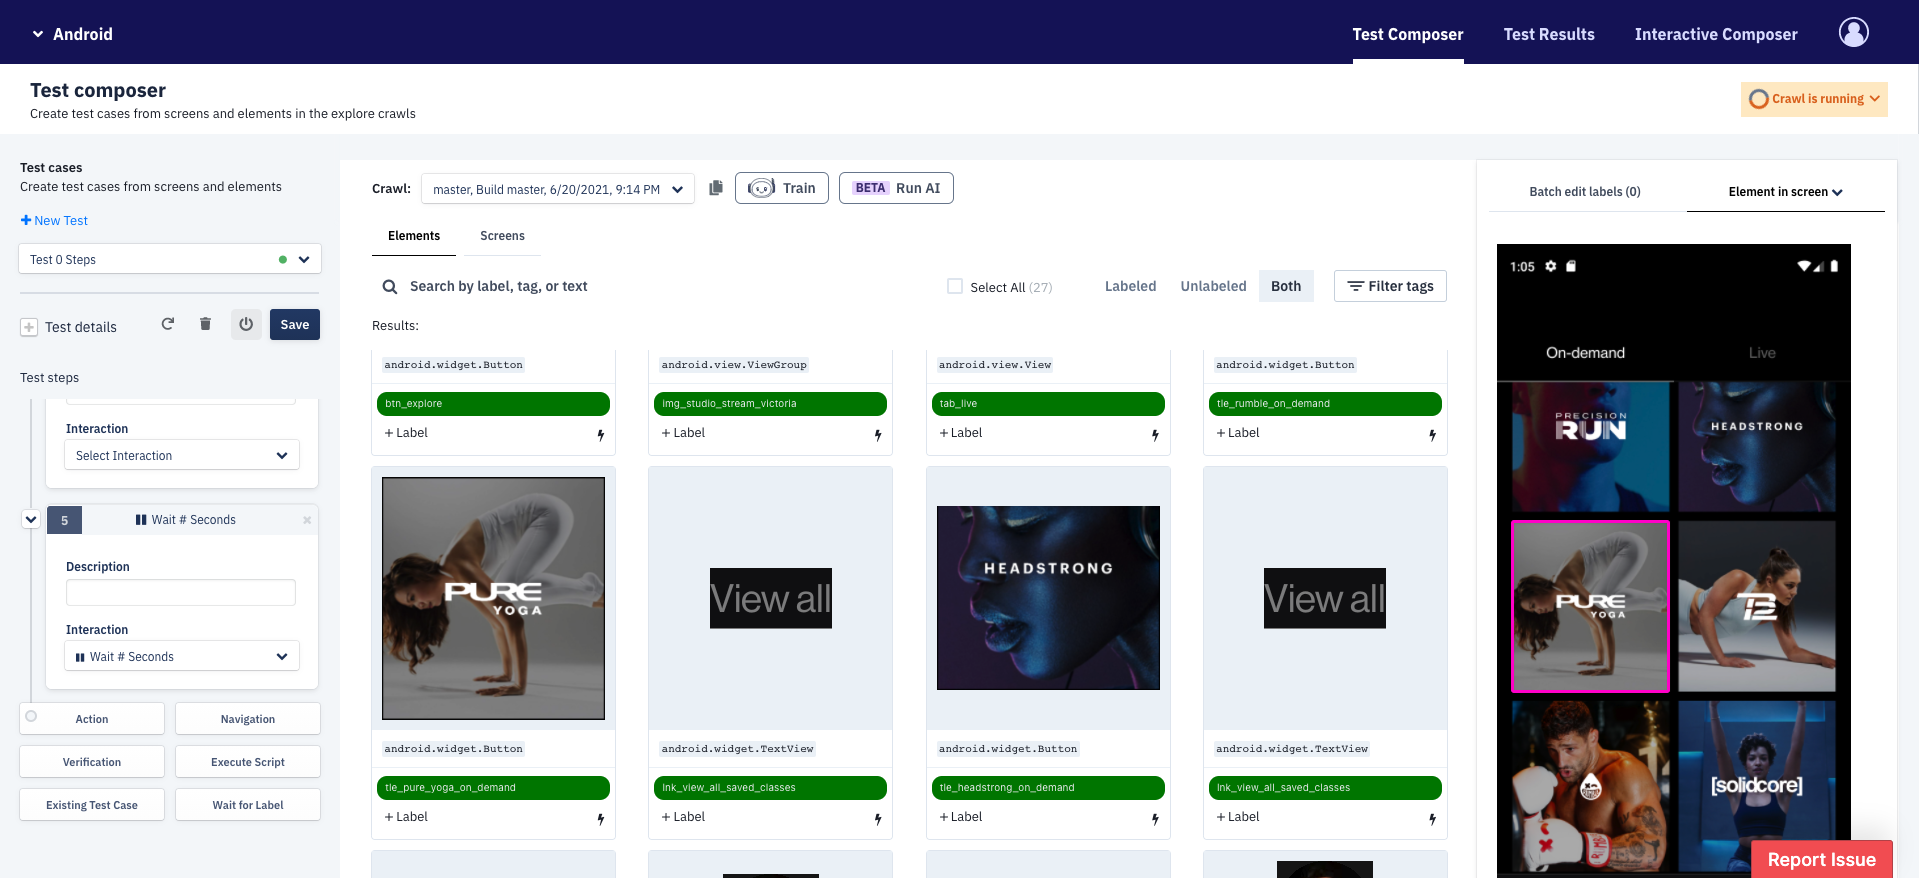 Android
Test Composer
Test Results
Interactive Composer
Test composer
Create test cases from screens and elements in the explore crawls
Crawl is running
Test cases
Create test cases from screens and elements
New Test
Test 0 Steps
Test details
Save
Test steps
Interaction
Select Interaction
5
Wait # Seconds
Description
Interaction
Wait # Seconds
Action
Navigation
Verification
Execute Script
Existing Test Case
Wait for Label
Crawl:
master, Build master, 6/20/2021, 9:14 PM
Train
BETA Run AI
Elements
Screens
Search by label, tag, or text
Select All (27)
Labeled
Unlabeled
Both
Filter tags
Results:
android.widget.Button
android.view.ViewGroup
android.view.View
android.widget.Button
btn_explore
img_studio_stream_victoria
tab_live
tle_rumble_on_demand
+ Label
+ Label
+ Label
+ Label
PURE
YOGA
View all
HEADSTRONG
View all
android.widget.Button
android.widget.TextView
android.widget.Button
android.widget.TextView
tle_pure_yoga_on_demand
lnk_view_all_saved_classes
tle_headstrong_on_demand
lnk_view_all_saved_classes
+ Label
+ Label
+ Label
+ Label
Batch edit labels (0)
Element in screen
1:05
On-demand
Live
PRECISION
RUN
HEADSTRONG
PURE
YOGA
[solidcore]
Report Issue